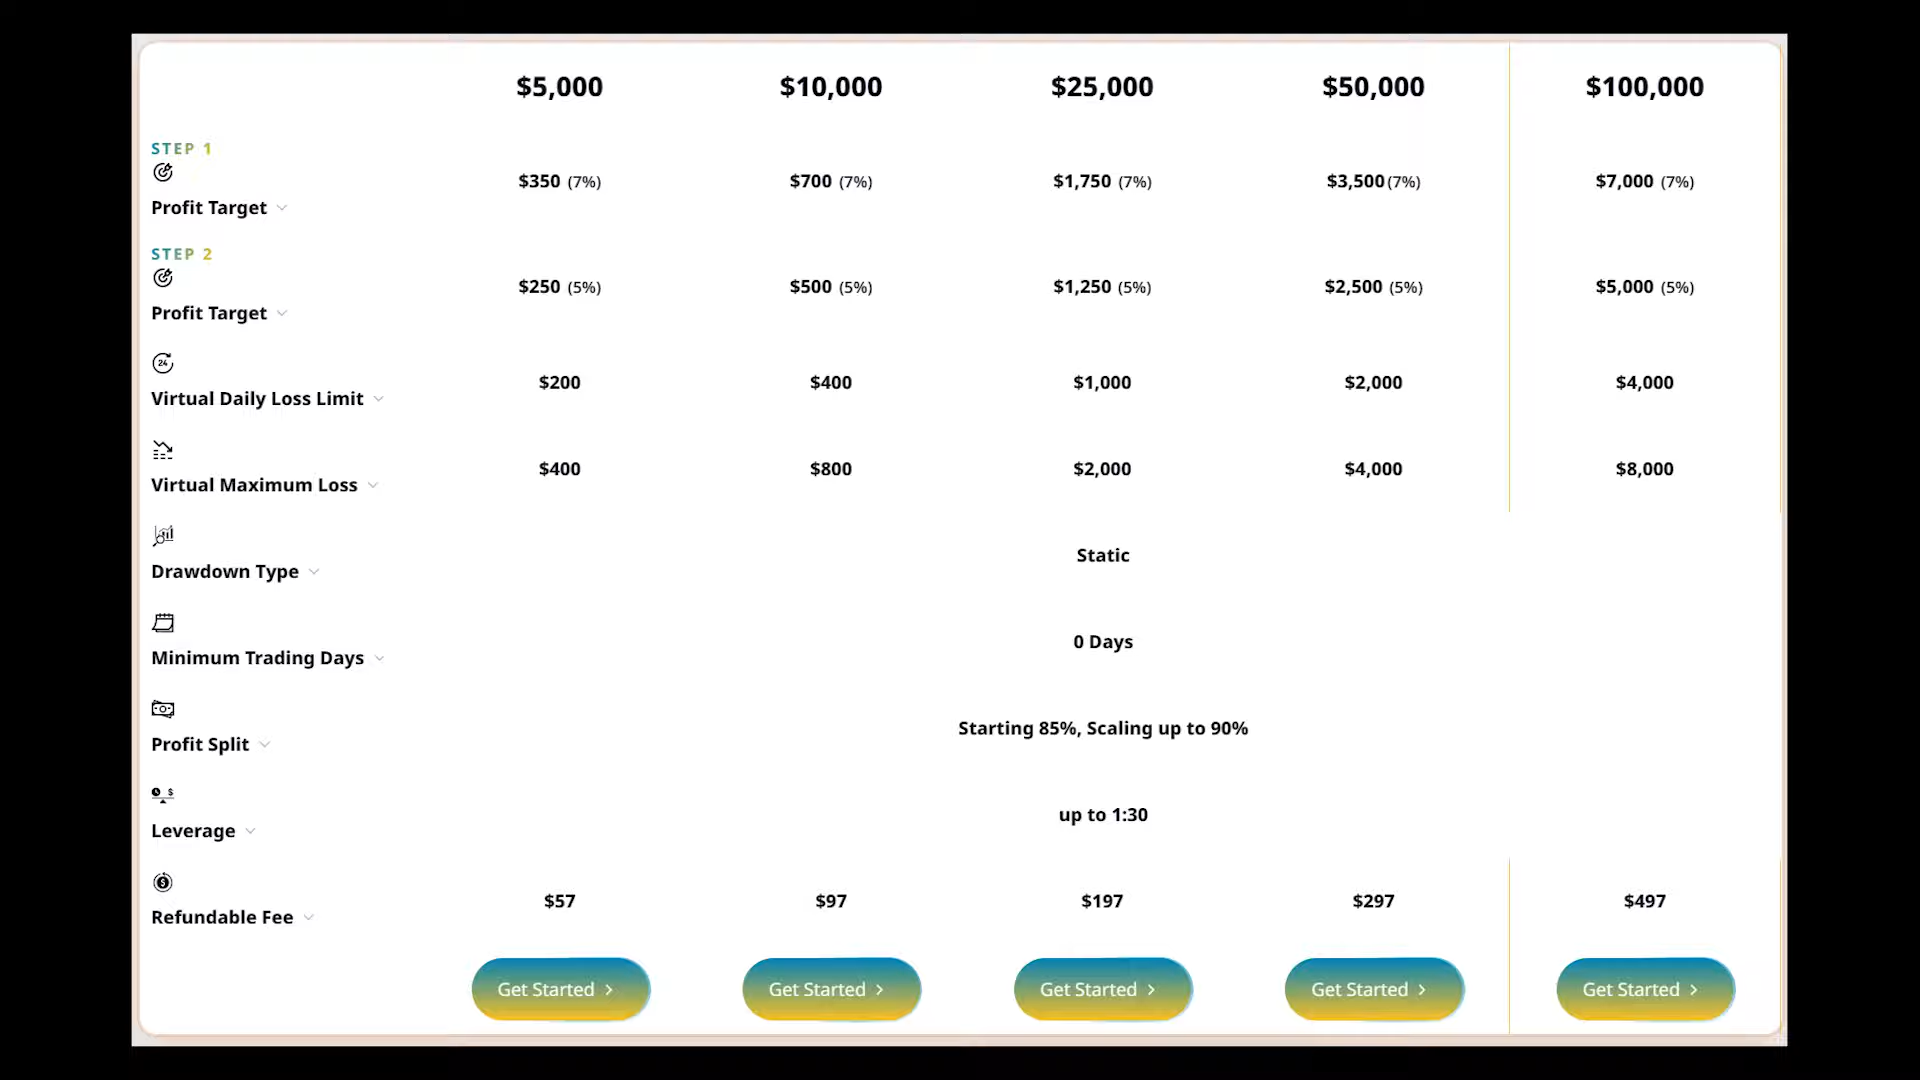 $5,000 $10,000 $25,000 $50,000 $100,000
STEP 1
Profit Target $350 (7%) $700 (7%) $1,750 (7%) $3,500(7%) $7,000 (7%)
STEP 2
Profit Target $250 (5%) $500 (5%) $1,250 (5%) $2,500 (5%) $5,000 (5%)
24
Virtual Daily Loss Limit $200 $400 $1,000 $2,000 $4,000
Virtual Maximum Loss $400 $800 $2,000 $4,000 $8,000
Drawdown Type Static
Minimum Trading Days 0 Days
Profit Split Starting 85%, Scaling up to 90%
Leverage up to 1:30
Refundable Fee $57 $97 $197 $297 $497
Get Started Get Started Get Started Get Started Get Started